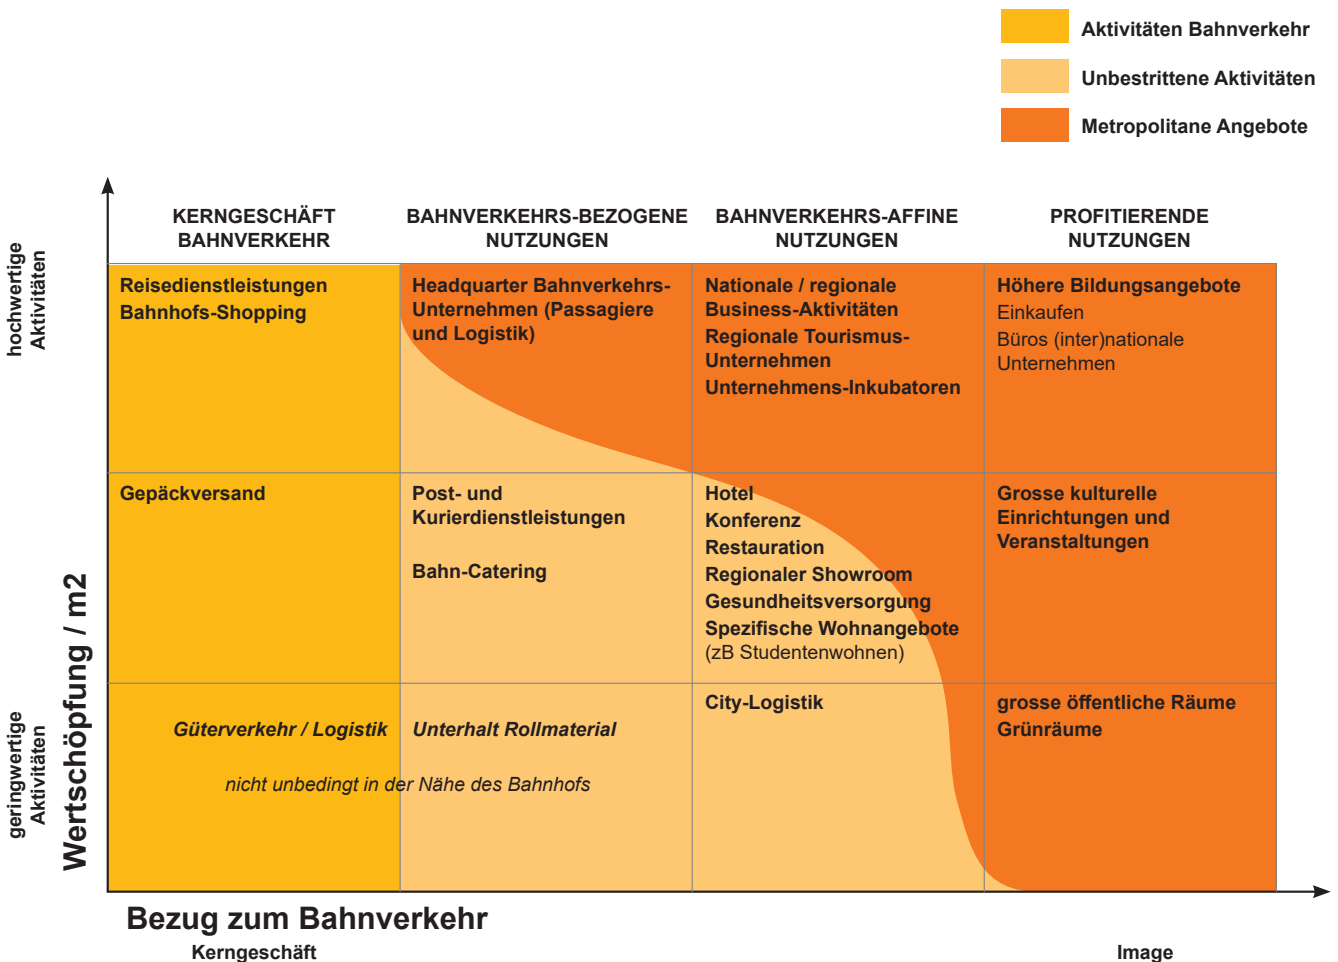 Aktivitäten Bahnverkehr
Unbestrittene Aktivitäten
Metropolitane Angebote
KERNGESCHÄFT
BAHNVERKEHR
BAHNVERKEHRS-BEZOGENE
NUTZUNGEN
BAHNVERKEHRS-AFFINE
NUTZUNGEN
PROFITIERENDE
NUTZUNGEN
hochwertige
Aktivitäten
Reisedienstleistungen
Bahnhofs-Shopping
Headquarter Bahnverkehrs-
Unternehmen (Passagiere
und Logistik)
Nationale / regionale
Business-Aktivitäten
Regionale Tourismus-
Unternehmen
Unternehmens-Inkubatoren
Höhere Bildungsangebote
Einkaufen
Büros (inter)nationale
Unternehmen
Gepäckversand
Post- und
Kurierdienstleistungen
Bahn-Catering
Hotel
Konferenz
Restauration
Regionaler Showroom
Gesundheitsversorgung
Spezifische Wohnangebote
(zB Studentenwohnen)
Grosse kulturelle
Einrichtungen und
Veranstaltungen
Wertschöpfung / m2
geringwertige
Aktivitäten
Güterverkehr / Logistik
Unterhalt Rollmaterial
nicht unbedingt in der Nähe des Bahnhofs
City-Logistik
grosse öffentliche Räume
Grünräume
Bezug zum Bahnverkehr
Kerngeschäft
Image